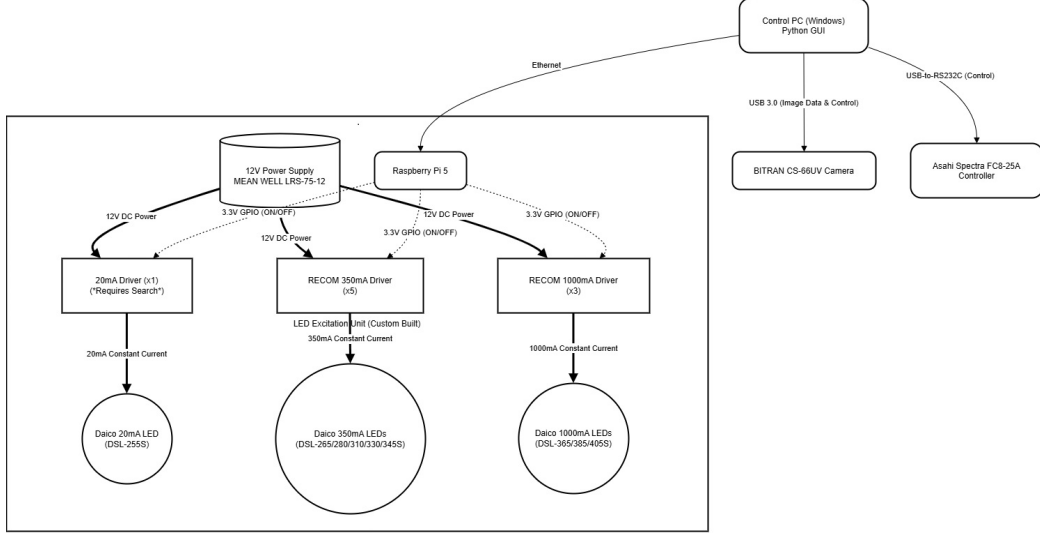 Control PC (Windows)
Python GUI
Ethernet
USB-to-RS232C (Control)
USB 3.0 (Image Data & Control)
12V Power Supply
MEAN WELL LRS-75-12
Raspberry Pi 5
BITRAN CS-66UV Camera
Asahi Spectra FC8-25A
Controller
12V DC Power
3.3V GPIO (ON/OFF)
12V DC Power
3.3V GPIO (ON/OFF)
12V DC Power
3.3V GPIO (ON/OFF)
20mA Driver (x1)
(*Requires Search*)
RECOM 350mA Driver
(x5)
RECOM 1000mA Driver
(x3)
LED Excitation Unit (Custom Built)
20mA Constant Current
350mA Constant Current
1000mA Constant Current
Daico 20mA LED
(DSL-255S)
Daico 350mA LEDs
(DSL-265/280/310/330/345S)
Daico 1000mA LEDs
(DSL-365/385/405S)